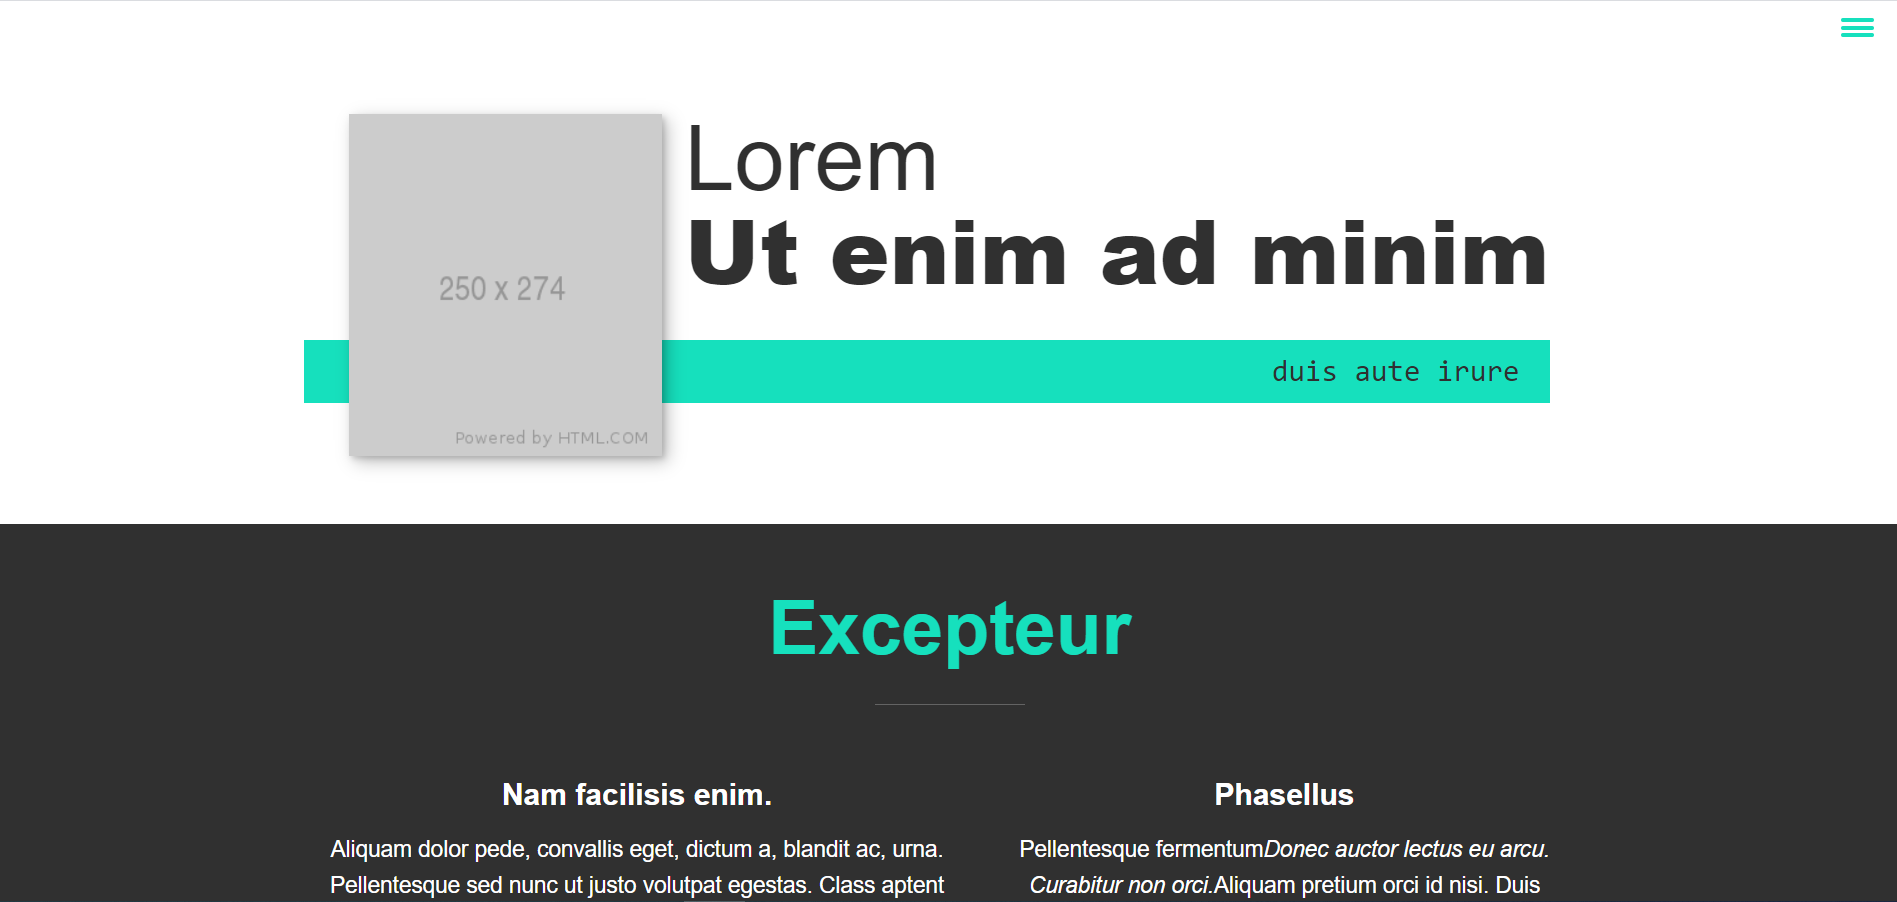 Lorem
Ut enim ad minim
250 x 274
duis aute irure
Powered by HTML.COM
Excepteur
Nam facilisis enim.
Aliquam dolor pede, convallis eget, dictum a, blandit ac, urna.
Pellentesque sed nunc ut justo volutpat egestas. Class aptent
Phasellus
Pellentesque fermentumDonec auctor lectus eu arcu.
Curabitur non orci.Aliquam pretium orci id nisi. Duis